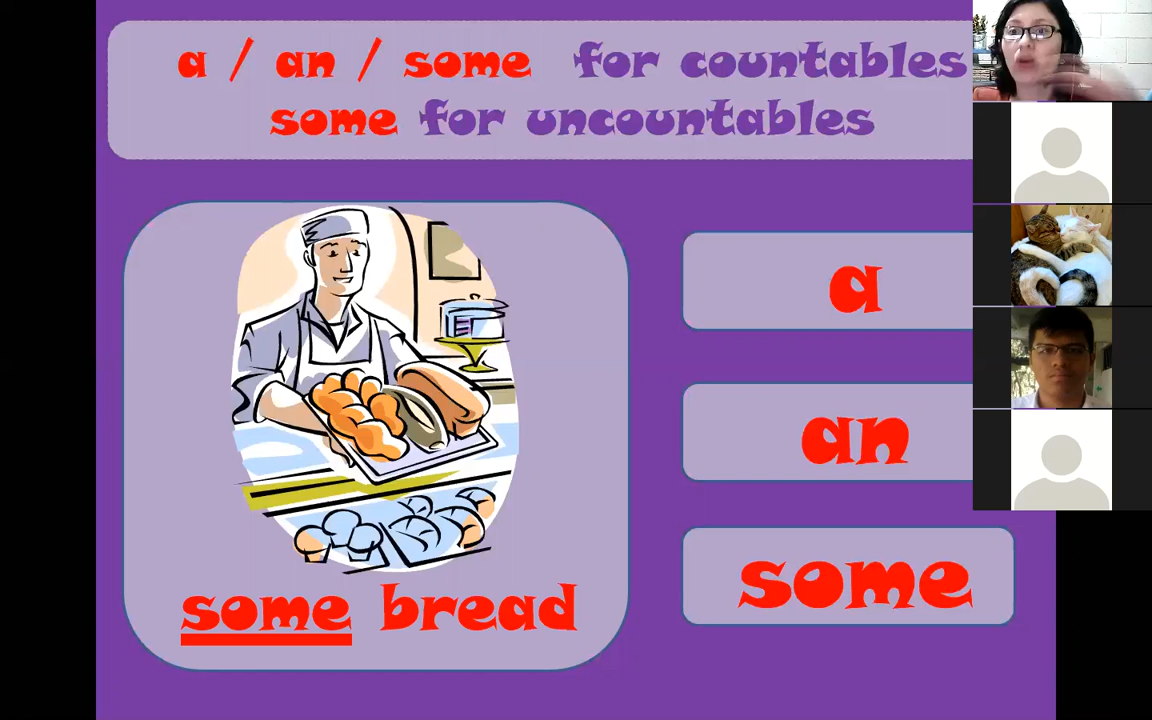 a / an / some for countables
some for uncountables
a
an
some
some bread